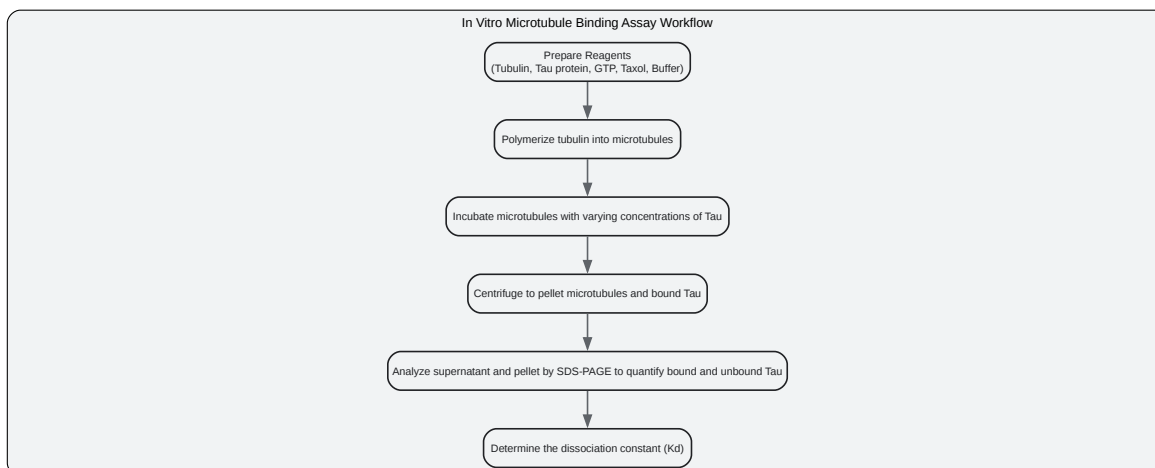 In Vitro Microtubule Binding Assay Workflow
Prepare Reagents
(Tubulin, Tau protein, GTP, Taxol, Buffer)
Polymerize tubulin into microtubules
Incubate microtubules with varying concentrations of Tau
Centrifuge to pellet microtubules and bound Tau
Analyze supernatant and pellet by SDS-PAGE to quantify bound and unbound Tau
Determine the dissociation constant (Kd)